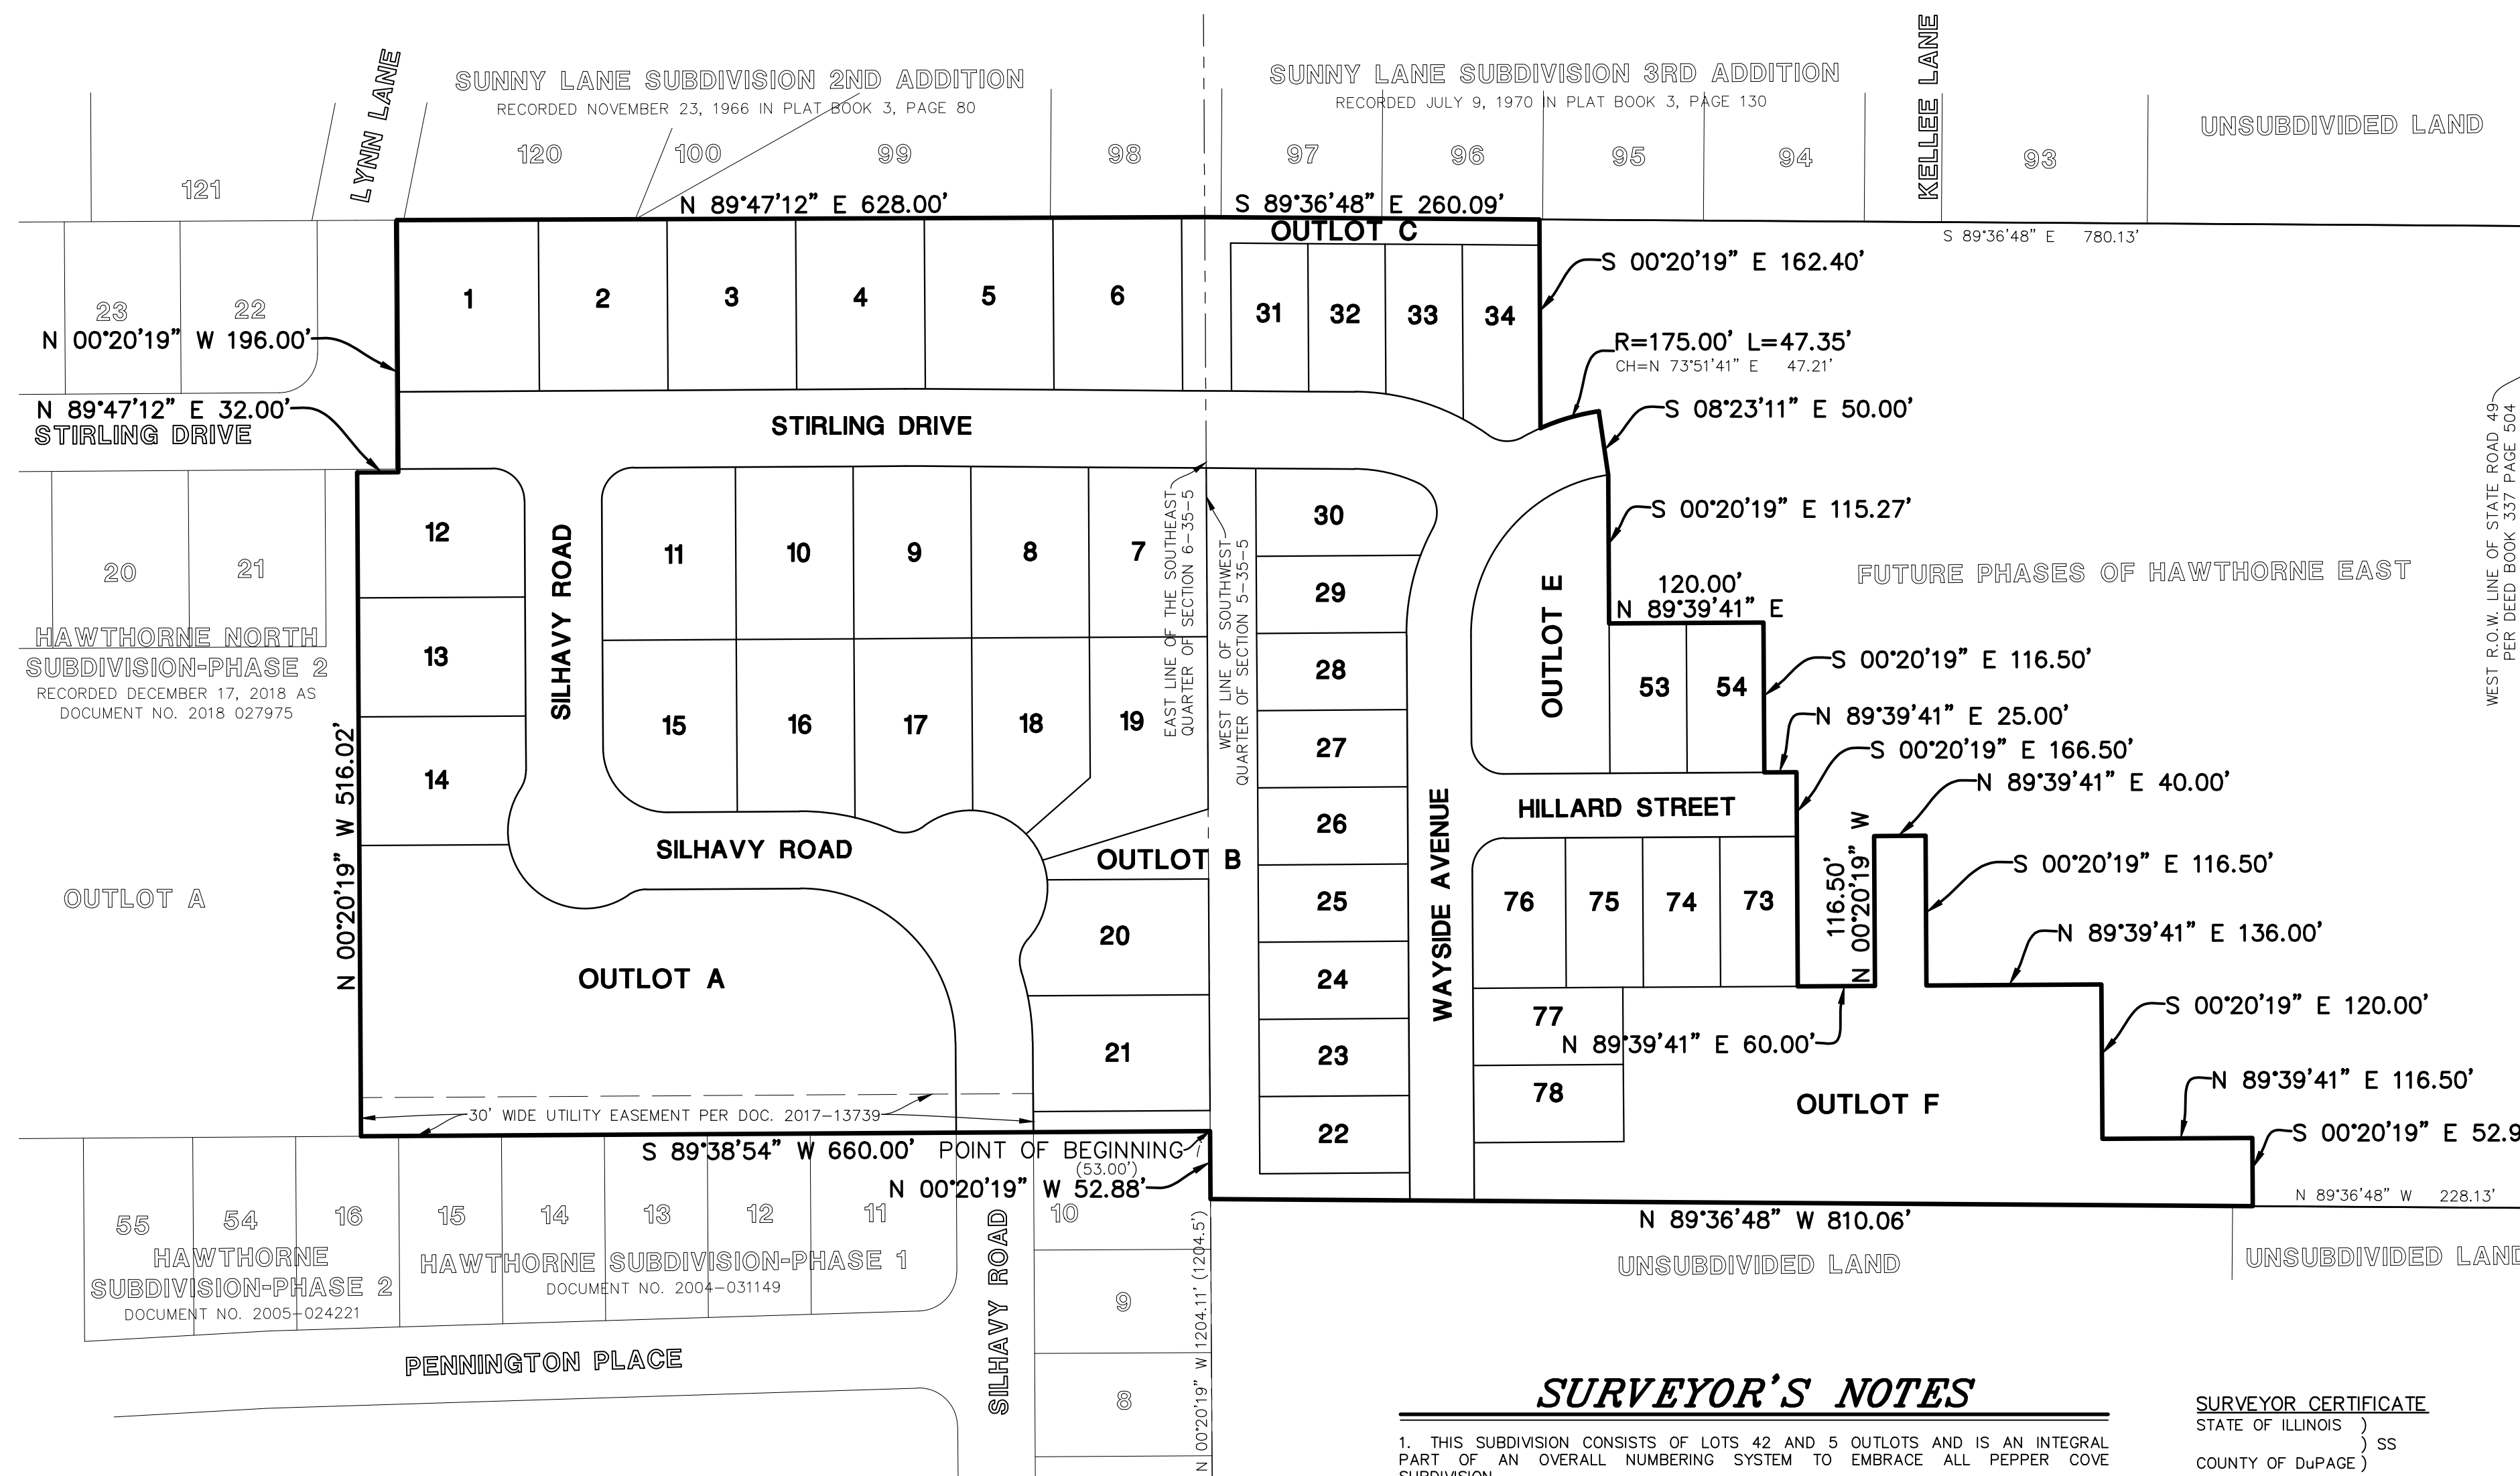 LYNN LANE
SUNNY LANE SUBDIVISION 2ND ADDITION
RECORDED NOVEMBER 23, 1966 IN PLAT BOOK 3, PAGE 80
SUNNY LANE SUBDIVISION 3RD ADDITION
RECORDED JULY 9, 1970 IN PLAT BOOK 3, PAGE 130
KELLEE LANE
UNSUBDIVIDED LAND
121
120
100
99
98
97
96
95
94
93
N 89°47'12" E 628.00'
S 89°36'48" E 260.09'
OUTLOT C
S 89°36'48" E 780.13'
1
2
3
4
5
6
31
32
33
34
S 00°20'19" E 162.40'
23
22
N 00°20'19" W 196.00'
R=175.00' L=47.35'
CH=N 73°51'41" E 47.21'
N 89°47'12" E 32.00'
STIRLING DRIVE
STIRLING DRIVE
S 08°23'11" E 50.00'
WEST R.O.W. LINE OF STATE ROAD 49
PER DEED BOOK 337 PAGE 504
12
SILHAVY ROAD
11
10
9
8
7
EAST LINE OF THE SOUTHEAST
QUARTER OF SECTION 6-35-5
WEST LINE OF SOUTHWEST
QUARTER OF SECTION 5-35-5
30
S 00°20'19" E 115.27'
20
21
29
OUTLOT E
120.00'
N 89°39'41" E
FUTURE PHASES OF HAWTHORNE EAST
HAWTHORNE NORTH
SUBDIVISION-PHASE 2
RECORDED DECEMBER 17, 2018 AS
DOCUMENT NO. 2018 027975
13
28
53
54
S 00°20'19" E 116.50'
N 89°39'41" E 25.00'
15
16
17
18
19
27
S 00°20'19" E 166.50'
14
N 89°39'41" E 40.00'
N 00°20'19" W 516.02'
HILLARD STREET
26
116.50'
N 00°20'19" W
SILHAVY ROAD
OUTLOT B
S 00°20'19" E 116.50'
OUTLOT A
WAYSIDE AVENUE
25
76
75
74
73
20
N 89°39'41" E 136.00'
OUTLOT A
24
S 00°20'19" E 120.00'
77
N 89°39'41" E 60.00'
21
23
N 89°39'41" E 116.50'
78
OUTLOT F
30' WIDE UTILITY EASEMENT PER DOC. 2017-13739
22
S 00°20'19" E 52.9
S 89°38'54" W 660.00' POINT OF BEGINNING
(53.00')
N 00°20'19" W 52.88'
N 89°36'48" W 228.13'
55
54
16
15
14
13
12
11
10
N 89°36'48" W 810.06'
HAWTHORNE
SUBDIVISION-PHASE 2
DOCUMENT NO. 2005-024221
HAWTHORNE SUBDIVISION-PHASE 1
DOCUMENT NO. 2004-031149
SILHAVY ROAD
9
N 00°20'19" W 1204.11' (1204.5')
UNSUBDIVIDED LAND
UNSUBDIVIDED LAND
PENNINGTON PLACE
8
SURVEYOR'S NOTES
1. THIS SUBDIVISION CONSISTS OF LOTS 42 AND 5 OUTLOTS AND IS AN INTEGRAL
PART OF AN OVERALL NUMBERING SYSTEM TO EMBRACE ALL PEPPER COVE
SUBDIVISION
SURVEYOR CERTIFICATE
STATE OF ILLINOIS )
) SS
COUNTY OF DuPAGE )